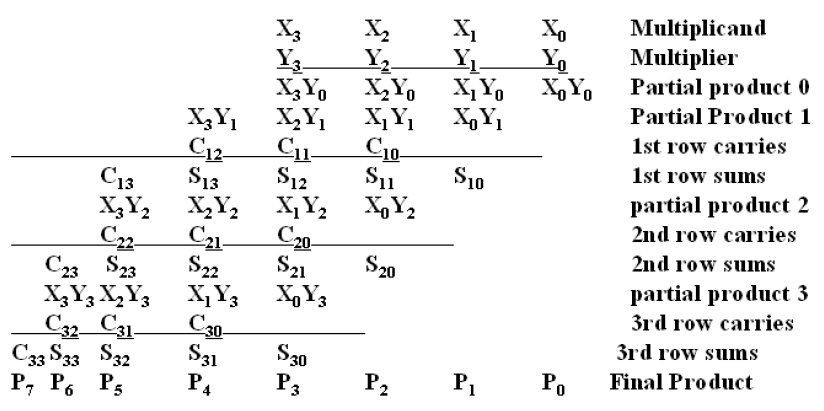 X₃ X₂ X₁ X₀ Multiplicand
Y₃ Y₂ Y₁ Y₀ Multiplier
X₃Y₀ X₂Y₀ X₁Y₀ X₀Y₀ Partial product 0
X₃Y₁ X₂Y₁ X₁Y₁ X₀Y₁ Partial Product 1
C₁₂ C₁₁ C₁₀ 1st row carries
C₁₃ S₁₃ S₁₂ S₁₁ S₁₀ 1st row sums
X₃Y₂ X₂Y₂ X₁Y₂ X₀Y₂ partial product 2
C₂₂ C₂₁ C₂₀ 2nd row carries
C₂₃ S₂₃ S₂₂ S₂₁ S₂₀ 2nd row sums
X₃Y₃ X₂Y₃ X₁Y₃ X₀Y₃ partial product 3
C₃₂ C₃₁ C₃₀ 3rd row carries
C₃₃ S₃₃ S₃₂ S₃₁ S₃₀ 3rd row sums
P₇ P₆ P₅ P₄ P₃ P₂ P₁ P₀ Final Product